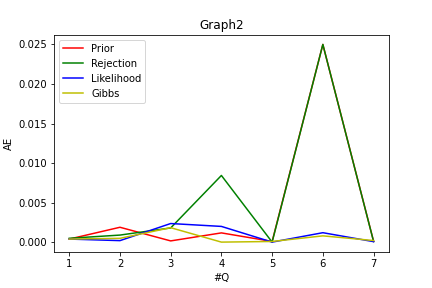 Graph2
Prior
Rejection
Likelihood
Gibbs
AE
0.025
0.020
0.015
0.010
0.005
0.000
1 2 3 4 5 6 7
#Q